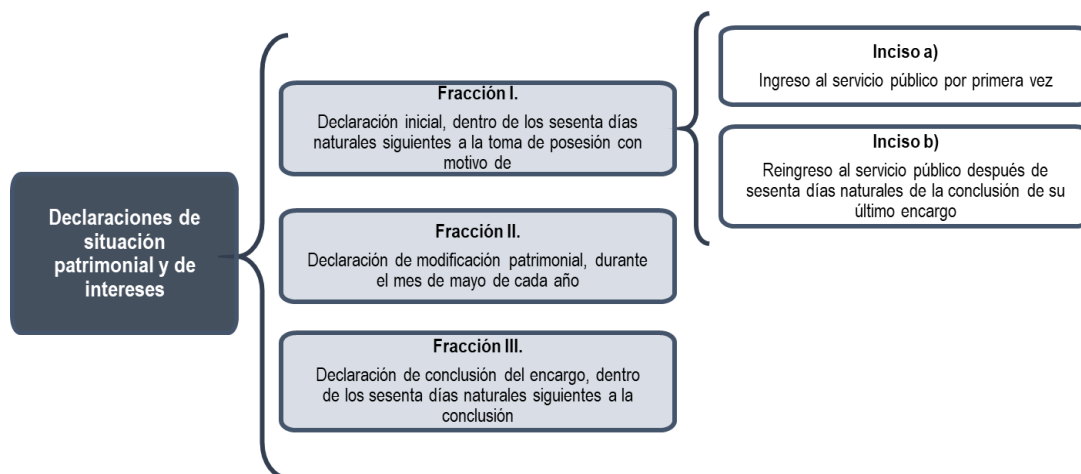 Declaraciones de
situación
patrimonial y de
intereses
Fracción I.
Declaración inicial, dentro de los sesenta días
naturales siguientes a la toma de posesión con
motivo de
Inciso a)
Ingreso al servicio público por primera vez
Inciso b)
Reingreso al servicio público después de
sesenta días naturales de la conclusión de su
último encargo
Fracción II.
Declaración de modificación patrimonial, durante
el mes de mayo de cada año
Fracción III.
Declaración de conclusión del encargo, dentro
de los sesenta días naturales siguientes a la
conclusión